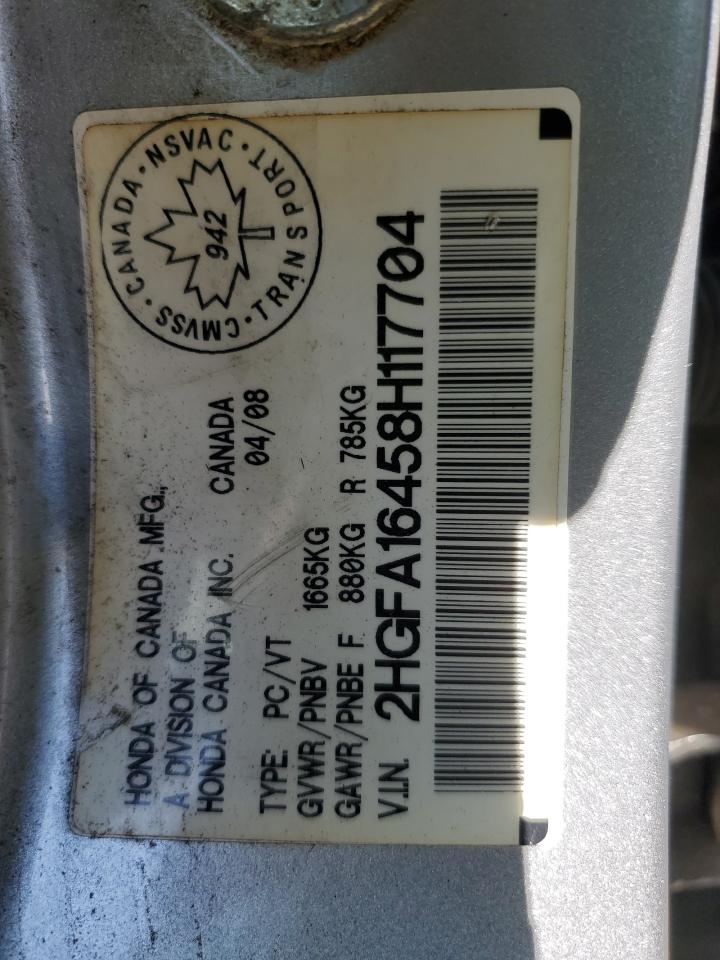 HONDA OF CANADA MFG.,
A DIVISION OF
HONDA CANADA INC. CANADA
04/08
TYPE: PC/VT
GVWR/PNBV 1665KG
GAWR/PNBE F 880KG R 785KG
V.I.N. 2HGFA16458H117704
CANADA · NSVAC · TRANSPORT · CMVSS ·
942